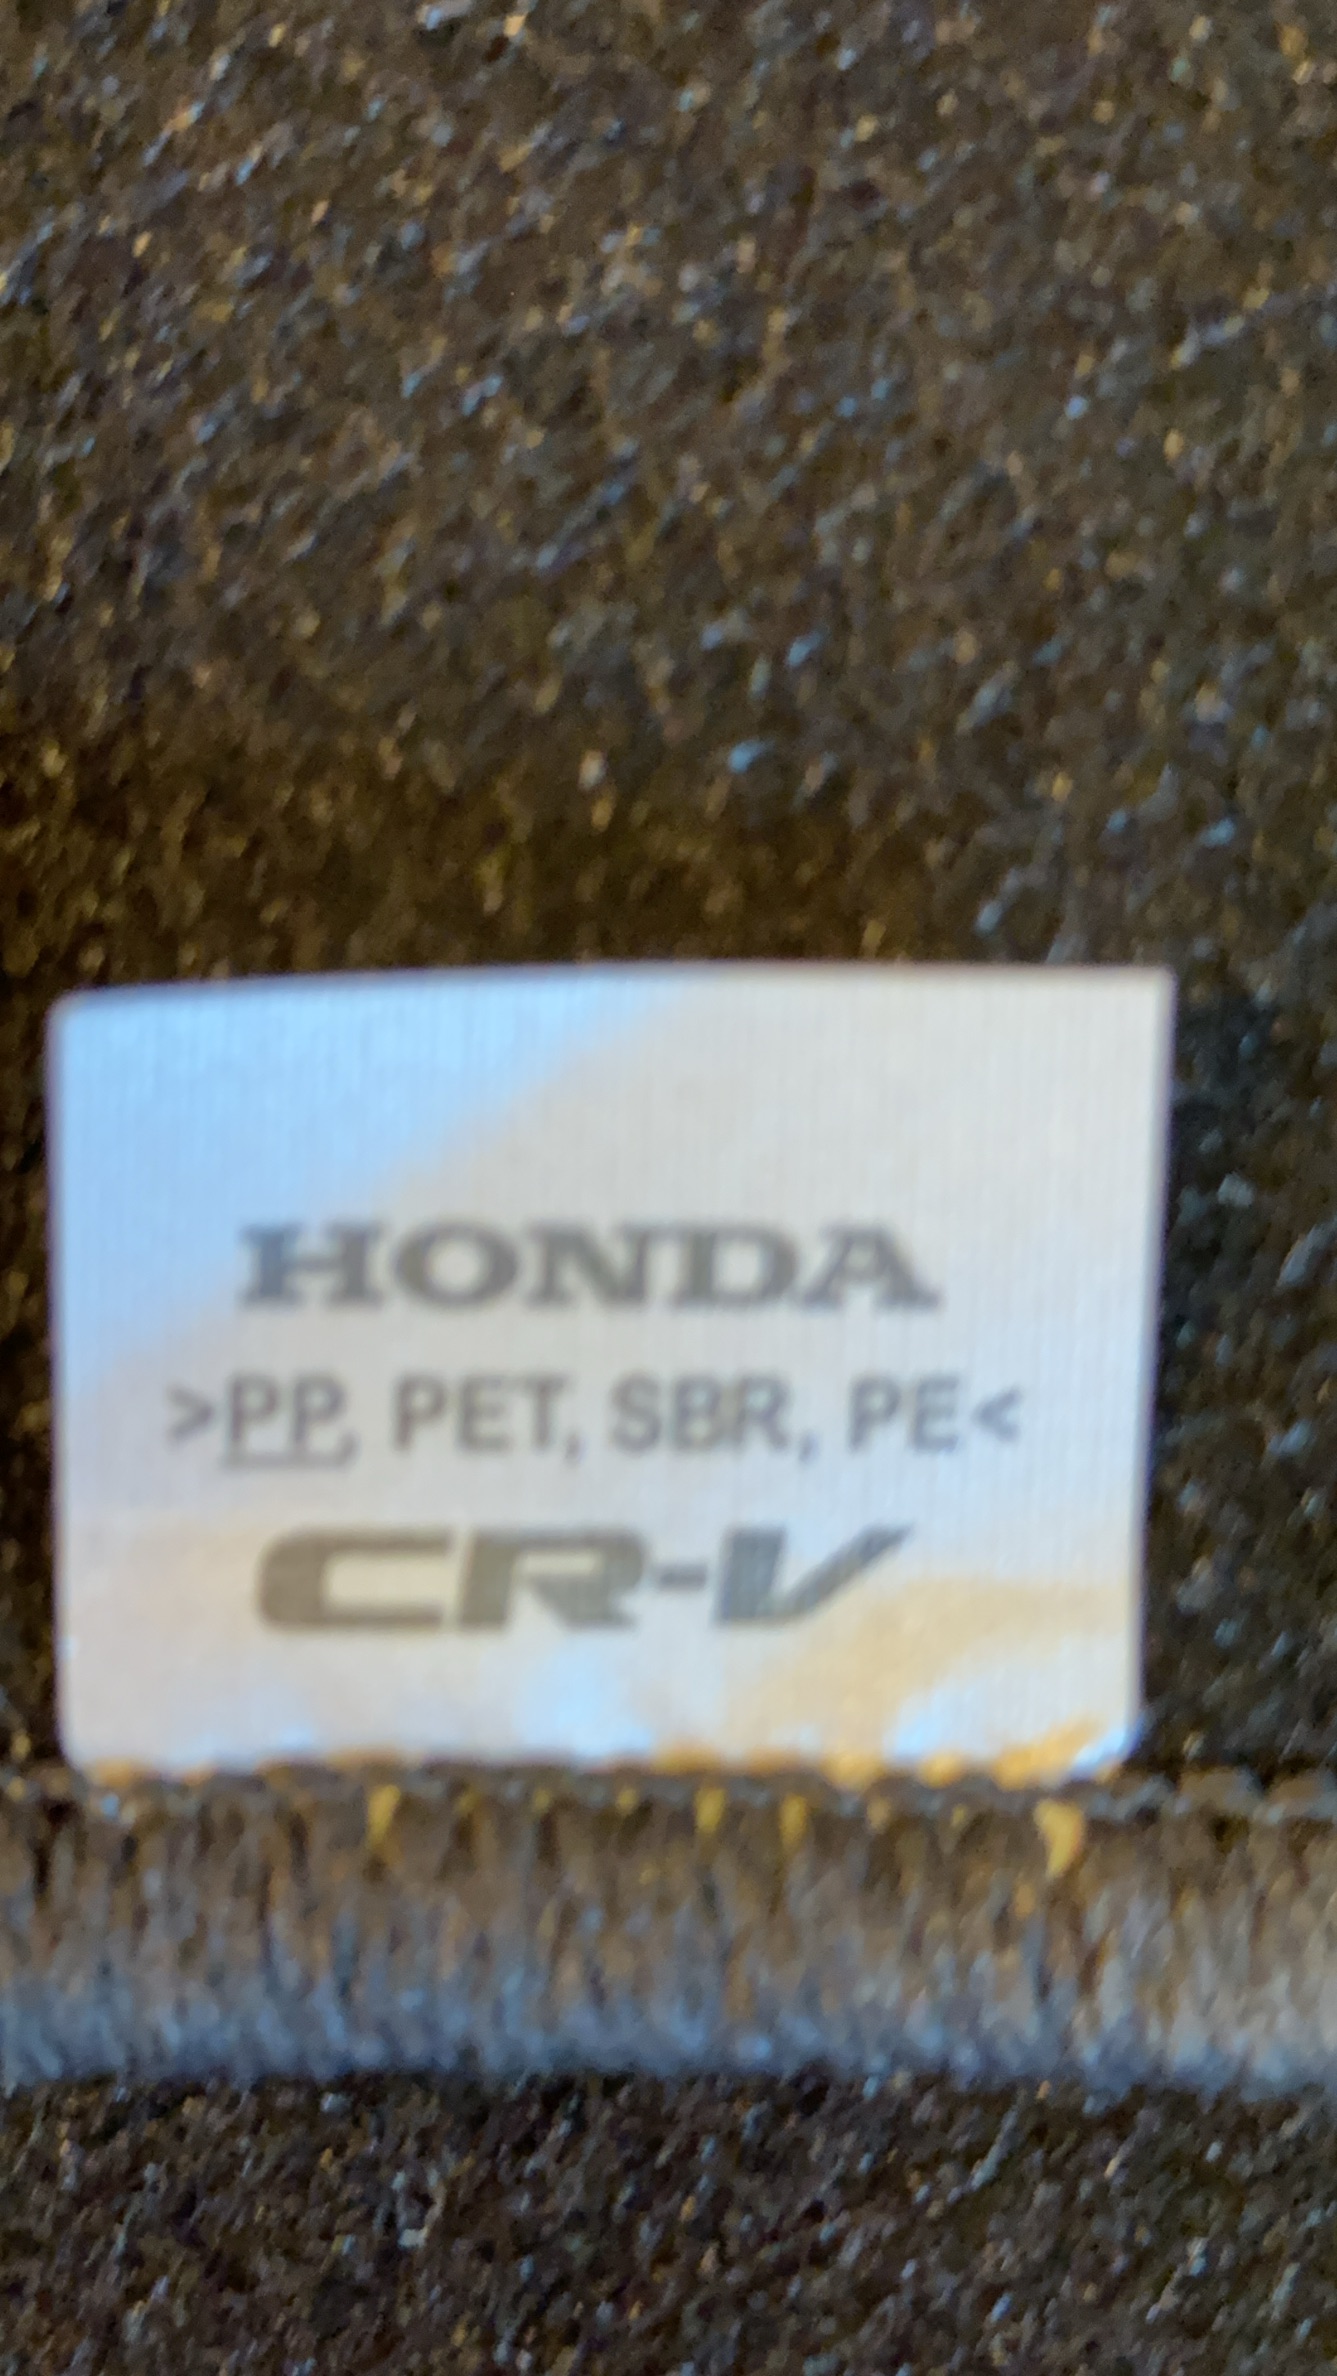 HONDA
>PP, PET, SBR, PE<
CR-V